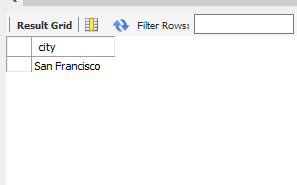 Result Grid Filter Rows:
city
San Francisco